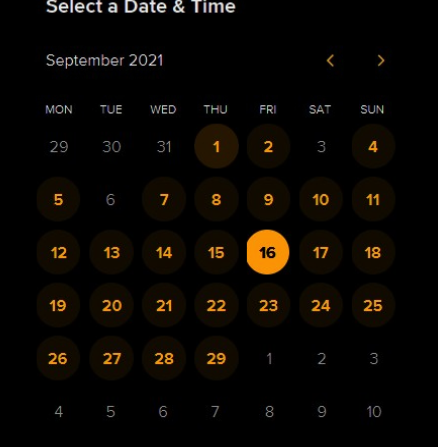 Select a Date & Time
September 2021
MON TUE WED THU FRI SAT SUN
29 30 31 1 2 3 4
5 6 7 8 9 10 11
12 13 14 15 16 17 18
19 20 21 22 23 24 25
26 27 28 29 1 2 3
4 5 6 7 8 9 10